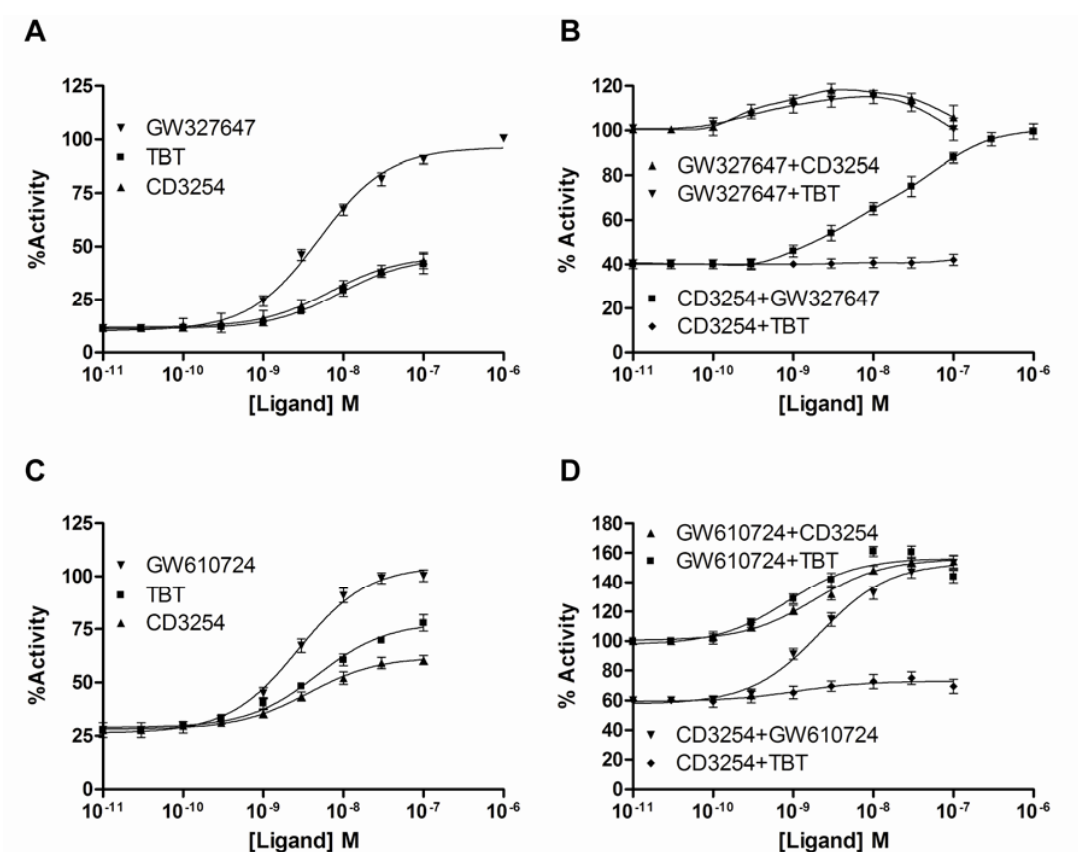 A
%Activity
125
100
75
50
25
0
GW327647
TBT
CD3254
10-11 10-10 10-9 10-8 10-7 10-6
[Ligand] M
B
% Activity
120
100
80
60
40
20
0
GW327647+CD3254
GW327647+TBT
CD3254+GW327647
CD3254+TBT
10-11 10-10 10-9 10-8 10-7 10-6
[Ligand] M
C
%Activity
125
100
75
50
25
0
GW610724
TBT
CD3254
10-11 10-10 10-9 10-8 10-7 10-6
[Ligand] M
D
% Activity
180
160
140
120
100
80
60
40
20
0
GW610724+CD3254
GW610724+TBT
CD3254+GW610724
CD3254+TBT
10-11 10-10 10-9 10-8 10-7 10-6
[Ligand] M